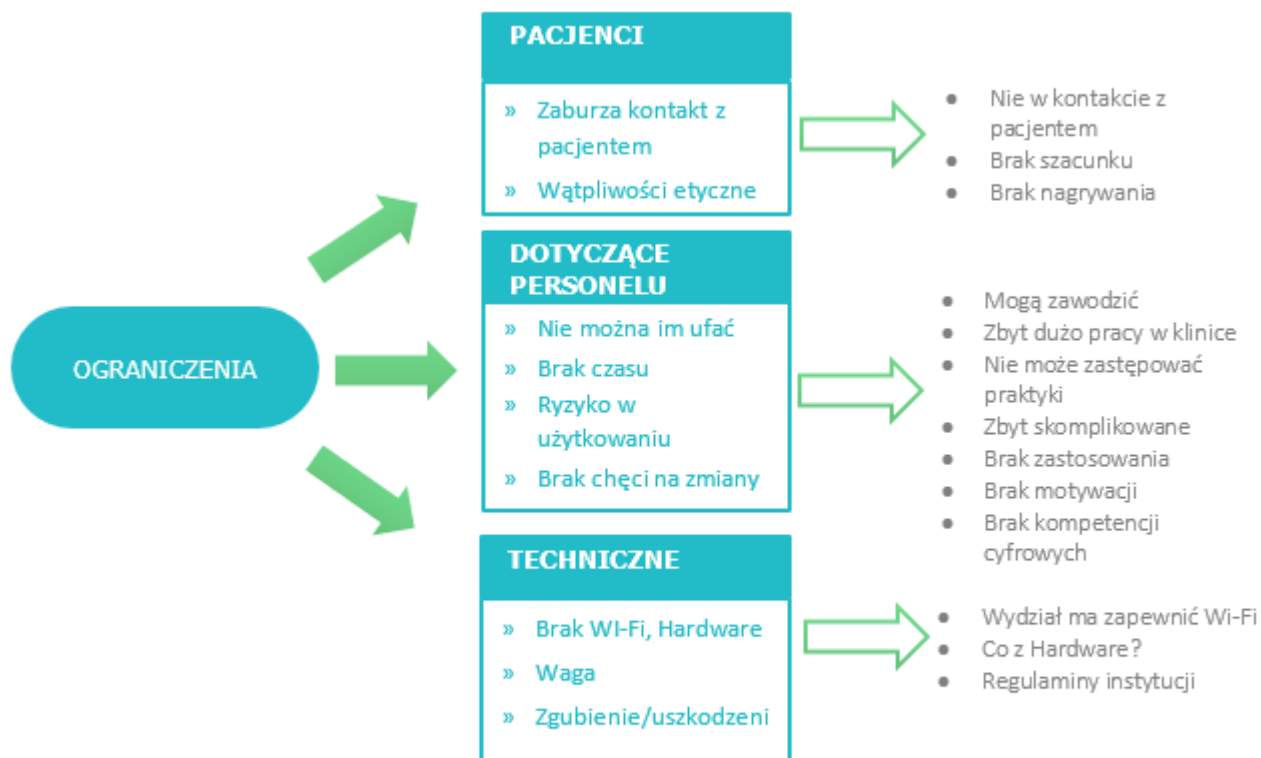 OGRANICZENIA
PACJENCI
» Zaburza kontakt z
pacjentem
» Wątpliwości etyczne
● Nie w kontakcie z
pacjentem
● Brak szacunku
● Brak nagrywania
DOTYCZĄCE
PERSONELU
» Nie można im ufać
» Brak czasu
» Ryzyko w
użytkowaniu
» Brak chęci na zmiany
● Mogą zawodzić
● Zbyt dużo pracy w klinice
● Nie może zastępować
praktyki
● Zbyt skomplikowane
● Brak zastosowania
● Brak motywacji
● Brak kompetencji
cyfrowych
TECHNICZNE
» Brak WI-Fi, Hardware
» Waga
» Zgubienie/uszkodzeni
● Wydział ma zapewnić Wi-Fi
● Co z Hardware?
● Regulaminy instytucji